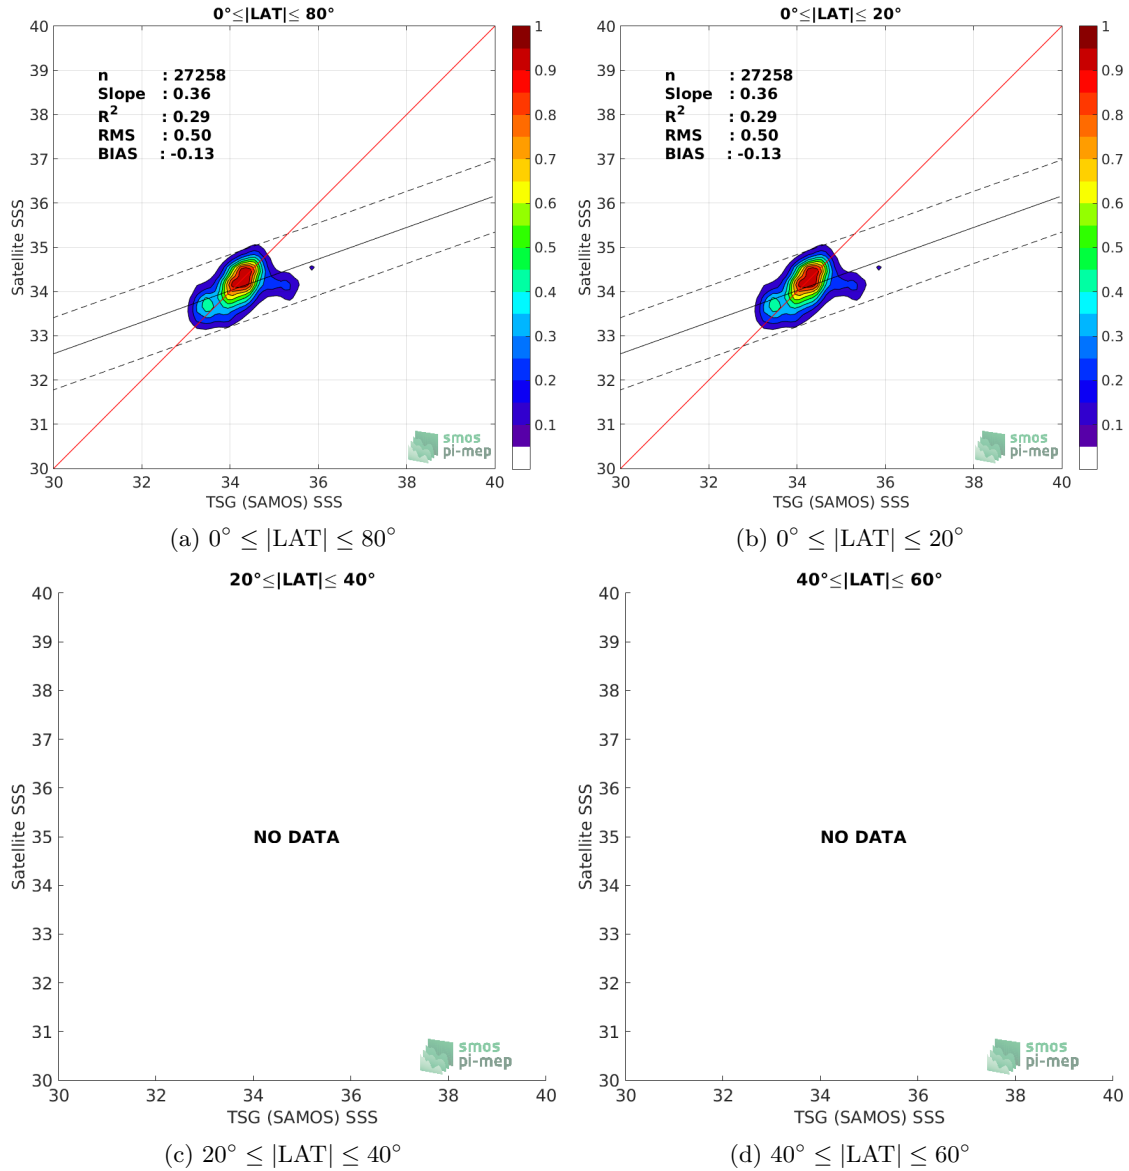 0°≤|LAT|≤ 80°
40
39
38
37
36
35
34
33
32
31
30
Satellite SSS
n : 27258
Slope : 0.36
R² : 0.29
RMS : 0.50
BIAS : -0.13
smos
pi-mep
30 32 34 36 38 40
TSG (SAMOS) SSS
1
0.9
0.8
0.7
0.6
0.5
0.4
0.3
0.2
0.1
(a) 0° ≤ |LAT| ≤ 80°
0°≤|LAT|≤ 20°
40
39
38
37
36
35
34
33
32
31
30
Satellite SSS
n : 27258
Slope : 0.36
R² : 0.29
RMS : 0.50
BIAS : -0.13
smos
pi-mep
30 32 34 36 38 40
TSG (SAMOS) SSS
1
0.9
0.8
0.7
0.6
0.5
0.4
0.3
0.2
0.1
(b) 0° ≤ |LAT| ≤ 20°
20°≤|LAT|≤ 40°
40
39
38
37
36
35
34
33
32
31
30
Satellite SSS
NO DATA
smos
pi-mep
30 32 34 36 38 40
TSG (SAMOS) SSS
(c) 20° ≤ |LAT| ≤ 40°
40°≤|LAT|≤ 60°
40
39
38
37
36
35
34
33
32
31
30
Satellite SSS
NO DATA
smos
pi-mep
30 32 34 36 38 40
TSG (SAMOS) SSS
(d) 40° ≤ |LAT| ≤ 60°